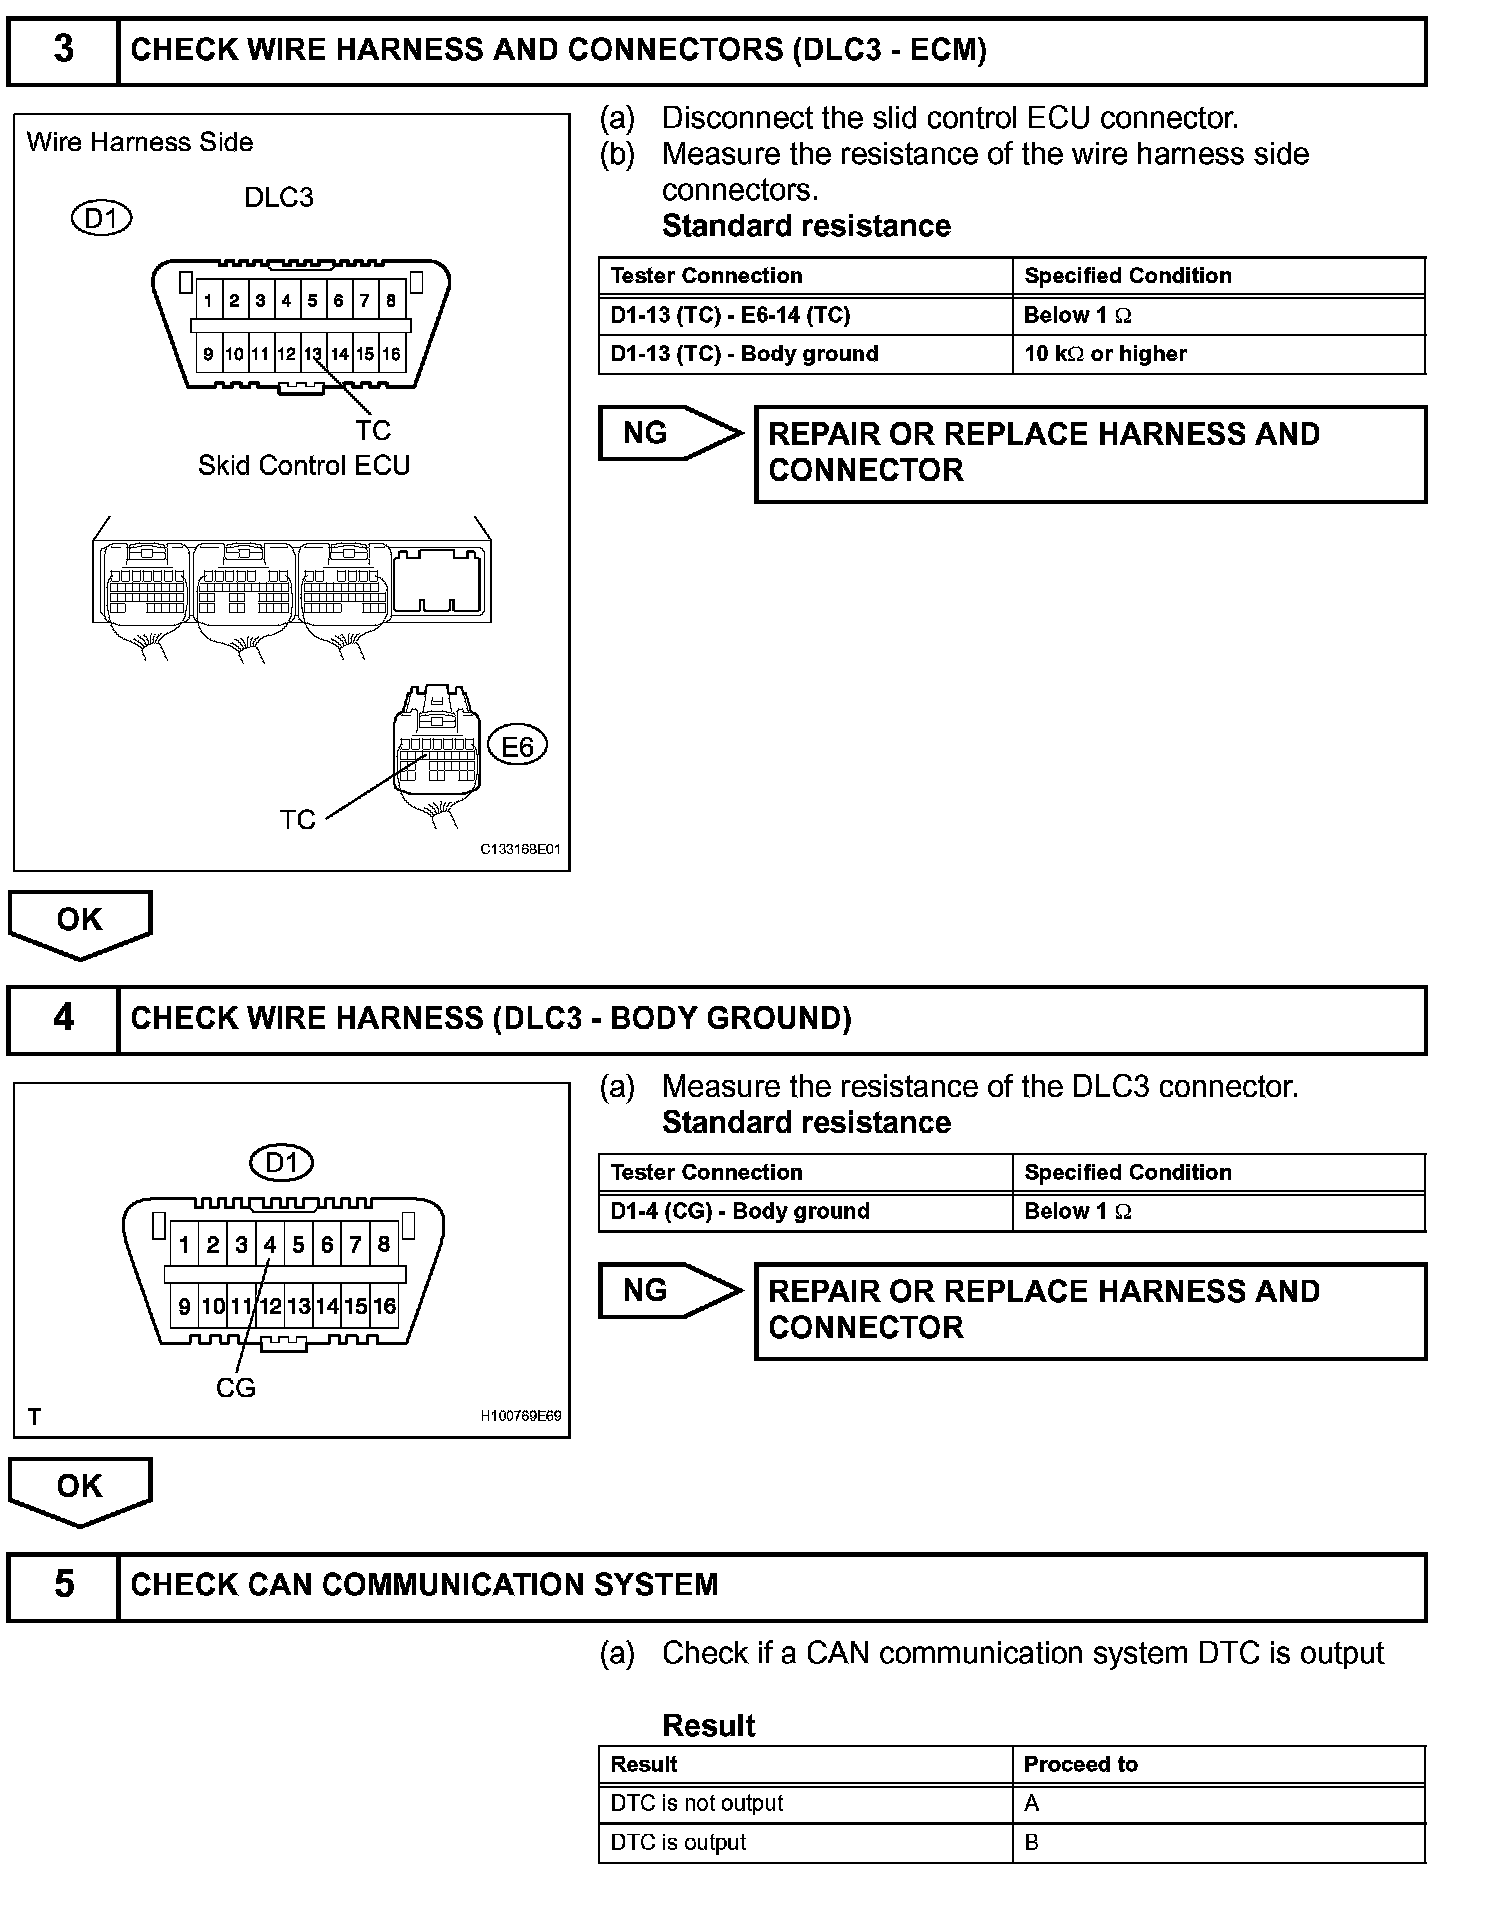 3 CHECK WIRE HARNESS AND CONNECTORS (DLC3 - ECM)
Wire Harness Side
D1
DLC3
1 2 3 4 5 6 7 8
9 10 11 12 13 14 15 16
TC
Skid Control ECU
E6
TC
C133168E01
(a) Disconnect the slid control ECU connector.
(b) Measure the resistance of the wire harness side
connectors.
Standard resistance
Tester Connection Specified Condition
D1-13 (TC) - E6-14 (TC) Below 1 Ω
D1-13 (TC) - Body ground 10 kΩ or higher
NG
REPAIR OR REPLACE HARNESS AND
CONNECTOR
OK
4 CHECK WIRE HARNESS (DLC3 - BODY GROUND)
D1
1 2 3 4 5 6 7 8
9 10 11 12 13 14 15 16
CG
T
H100769E69
(a) Measure the resistance of the DLC3 connector.
Standard resistance
Tester Connection Specified Condition
D1-4 (CG) - Body ground Below 1 Ω
NG
REPAIR OR REPLACE HARNESS AND
CONNECTOR
OK
5 CHECK CAN COMMUNICATION SYSTEM
(a) Check if a CAN communication system DTC is output
Result
Result Proceed to
DTC is not output A
DTC is output B